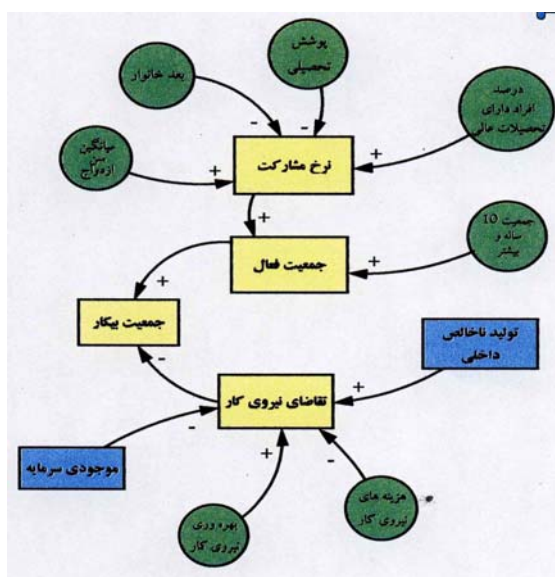 پوشش
تحصیلی
بعد خانوار
درصد
افراد دارای
تحصیلات عالی
میانگین
سن
ازدواج
نرخ مشارکت
جمعیت 10
ساله و
بیشتر
جمعیت فعال
جمعیت بیکار
تولید ناخالص
داخلی
تقاضای نیروی کار
موجودی سرمایه
بهره وری
نیروی کار
هزینه های
نیروی کار